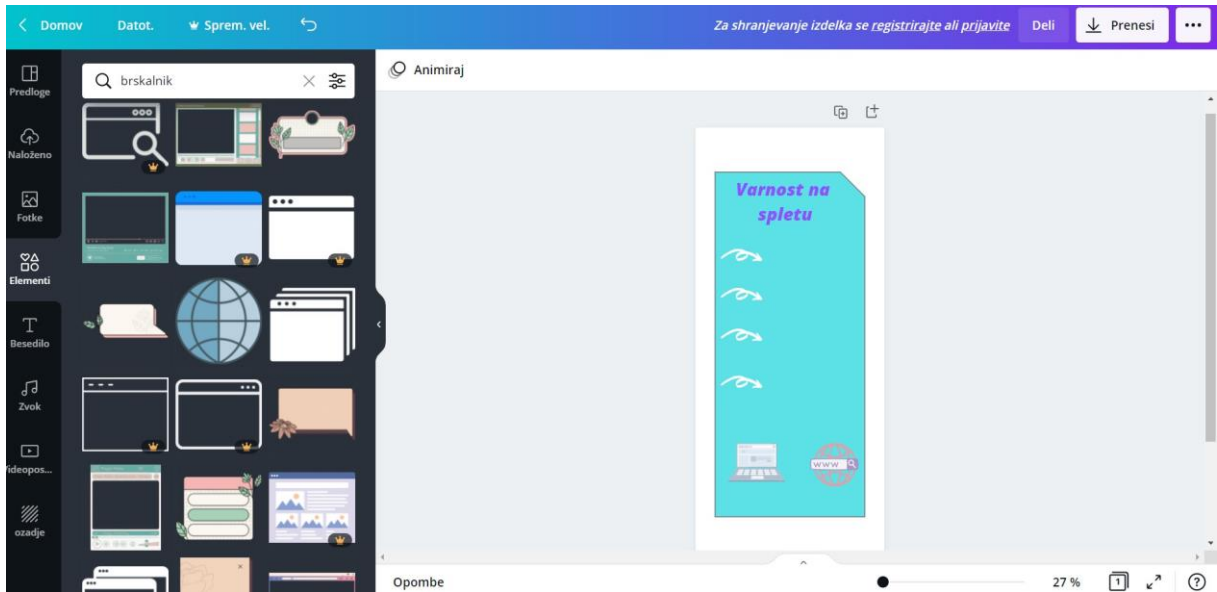 Domov Datot. Sprem. vel. Za shranjevanje izdelka se registrirajte ali prijavite Deli Prenesi
Predloge
Naloženo
Fotke
Elementi
Besedilo
Zvok
ideopos...
ozadje
brskalnik
Animiraj
Varnost na
spletu
www
Opombe 27 % 1